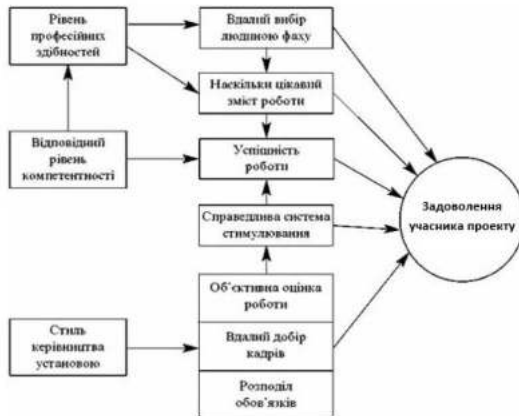 Рівень
професійних
здібностей
Вдалий вибір
людиною фаху
Наскільки цікавий
зміст роботи
Відповідний
рівень
компетентності
Успішність
роботи
Задоволення
учасника проекту
Справедлива система
стимулювання
Об'єктивна оцінка
роботи
Стиль
керівництва
установою
Вдалий добір
кадрів
Розподіл
обов'язків